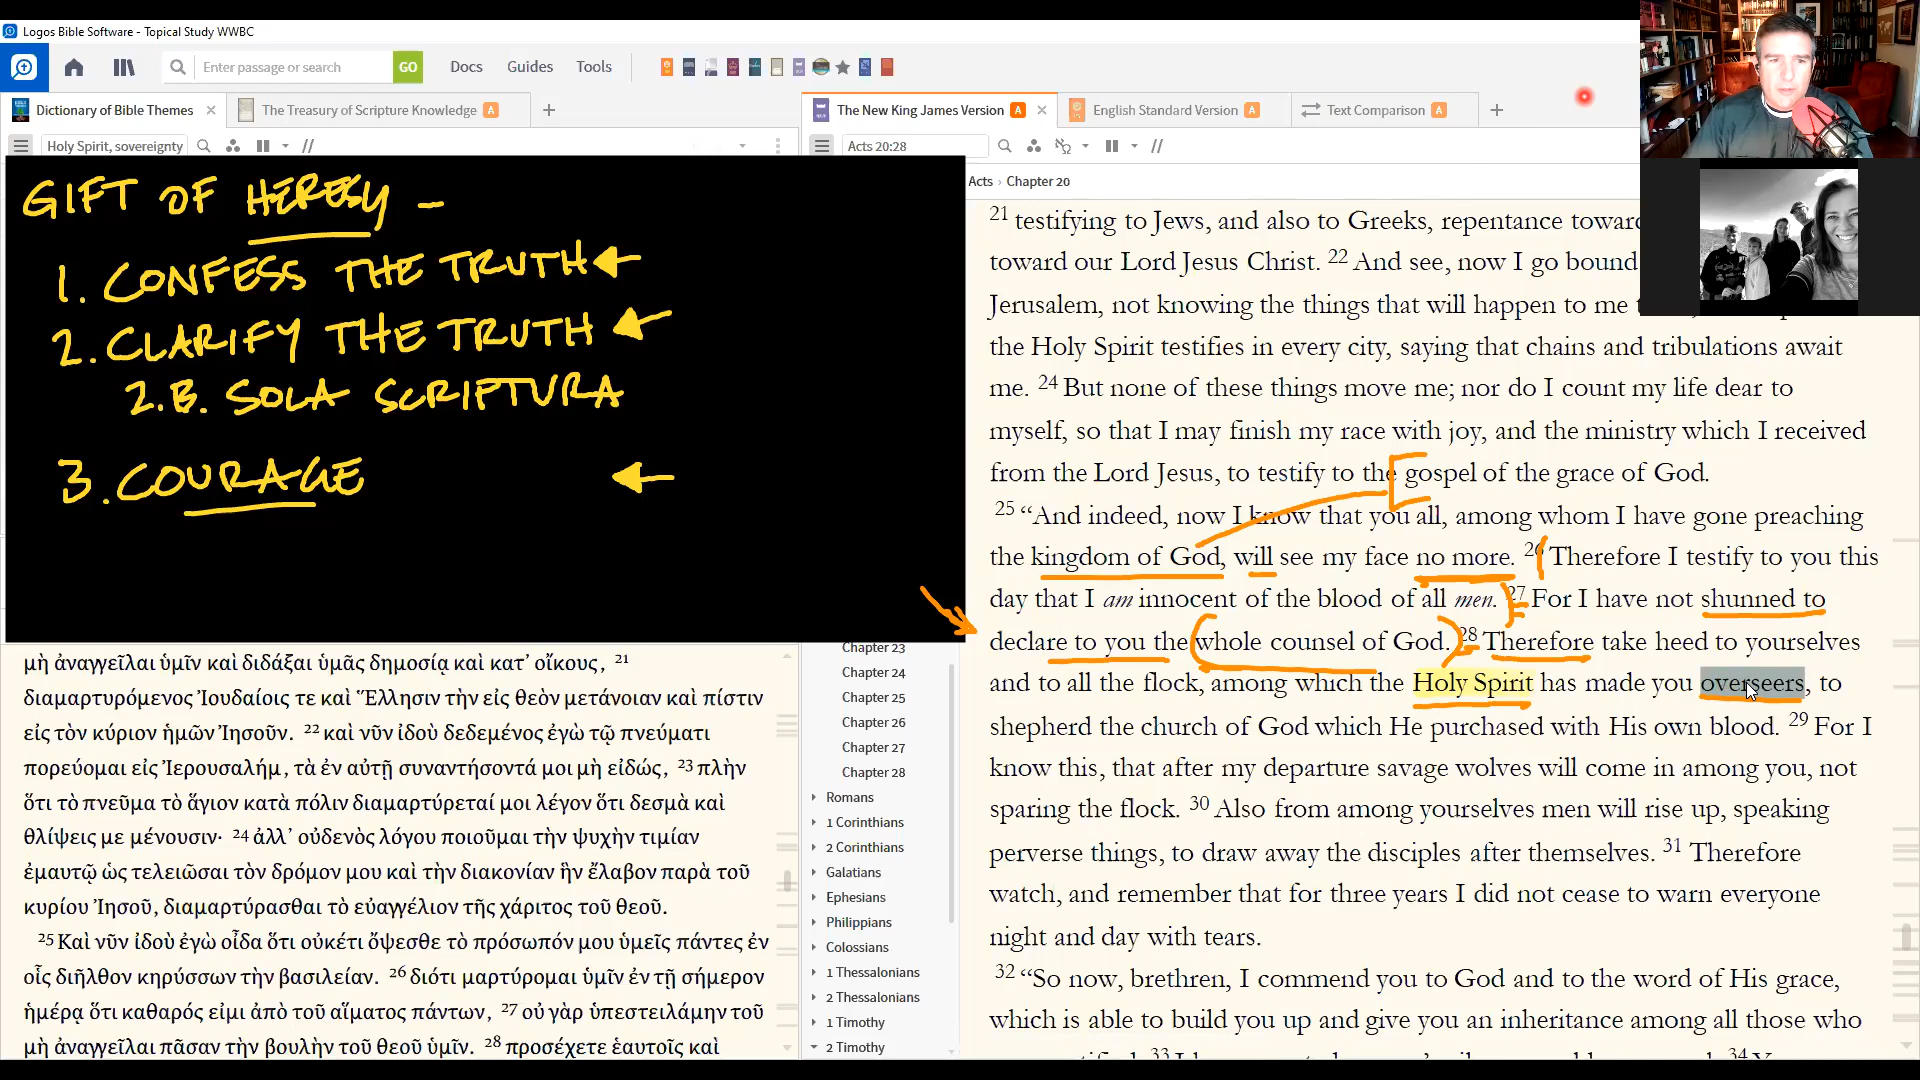 Logos Bible Software - Topical Study WWBC
Enter passage or search
GO
Docs
Guides
Tools
Dictionary of Bible Themes
The Treasury of Scripture Knowledge A
The New King James Version A
English Standard Version A
Text Comparison A
Holy Spirit, sovereignty
Acts 20:28
Acts › Chapter 20
GIFT OF HERESY -
1. CONFESS THE TRUTH
2. CLARIFY THE TRUTH
2.B. SOLA SCRIPTURA
3. COURAGE
μὴ ἀναγγεῖλαι ὑμῖν καὶ διδάξαι ὑμᾶς δημοσίᾳ καὶ κατ’ οἴκους, 21
διαμαρτυρόμενος Ἰουδαίοις τε καὶ Ἕλλησιν τὴν εἰς θεὸν μετάνοιαν καὶ πίστιν
εἰς τὸν κύριον ἡμῶν Ἰησοῦν. 22 καὶ νῦν ἰδοὺ δεδεμένος ἐγὼ τῷ πνεύματι
πορεύομαι εἰς Ἰερουσαλήμ, τὰ ἐν αὐτῇ συναντήσοντά μοι μὴ εἰδώς, 23 πλὴν
ὅτι τὸ πνεῦμα τὸ ἅγιον κατὰ πόλιν διαμαρτύρεταί μοι λέγον ὅτι δεσμὰ καὶ
θλίψεις με μένουσιν· 24 ἀλλ’ οὐδενὸς λόγου ποιοῦμαι τὴν ψυχὴν τιμίαν
ἐμαυτῷ ὡς τελειῶσαι τὸν δρόμον μου καὶ τὴν διακονίαν ἣν ἔλαβον παρὰ τοῦ
κυρίου Ἰησοῦ, διαμαρτύρασθαι τὸ εὐαγγέλιον τῆς χάριτος τοῦ θεοῦ.
25 Καὶ νῦν ἰδοὺ ἐγὼ οἶδα ὅτι οὐκέτι ὄψεσθε τὸ πρόσωπόν μου ὑμεῖς πάντες ἐν
οἷς διῆλθον κηρύσσων τὴν βασιλείαν. 26 διότι μαρτύρομαι ὑμῖν ἐν τῇ σήμερον
ἡμέρᾳ ὅτι καθαρός εἰμι ἀπὸ τοῦ αἵματος πάντων, 27 οὐ γὰρ ὑπεστειλάμην τοῦ
μὴ ἀναγγεῖλαι πᾶσαν τὴν βουλὴν τοῦ θεοῦ ὑμῖν. 28 προσέχετε ἑαυτοῖς καὶ
Chapter 23
Chapter 24
Chapter 25
Chapter 26
Chapter 27
Chapter 28
Romans
1 Corinthians
2 Corinthians
Galatians
Ephesians
Philippians
Colossians
1 Thessalonians
2 Thessalonians
1 Timothy
2 Timothy
21 testifying to Jews, and also to Greeks, repentance
toward our Lord Jesus Christ. 22 And see, now I go bound
Jerusalem, not knowing the things that will happen to me
the Holy Spirit testifies in every city, saying that chains and tribulations await
me. 24 But none of these things move me; nor do I count my life dear to
myself, so that I may finish my race with joy, and the ministry which I received
from the Lord Jesus, to testify to the gospel of the grace of God.
25 “And indeed, now I know that you all, among whom I have gone preaching
the kingdom of God, will see my face no more. 26 Therefore I testify to you this
day that I am innocent of the blood of all men. 27 For I have not shunned to
declare to you the whole counsel of God. 28 Therefore take heed to yourselves
and to all the flock, among which the Holy Spirit has made you overseers, to
shepherd the church of God which He purchased with His own blood. 29 For I
know this, that after my departure savage wolves will come in among you, not
sparing the flock. 30 Also from among yourselves men will rise up, speaking
perverse things, to draw away the disciples after themselves. 31 Therefore
watch, and remember that for three years I did not cease to warn everyone
night and day with tears.
32 “So now, brethren, I commend you to God and to the word of His grace,
which is able to build you up and give you an inheritance among all those who